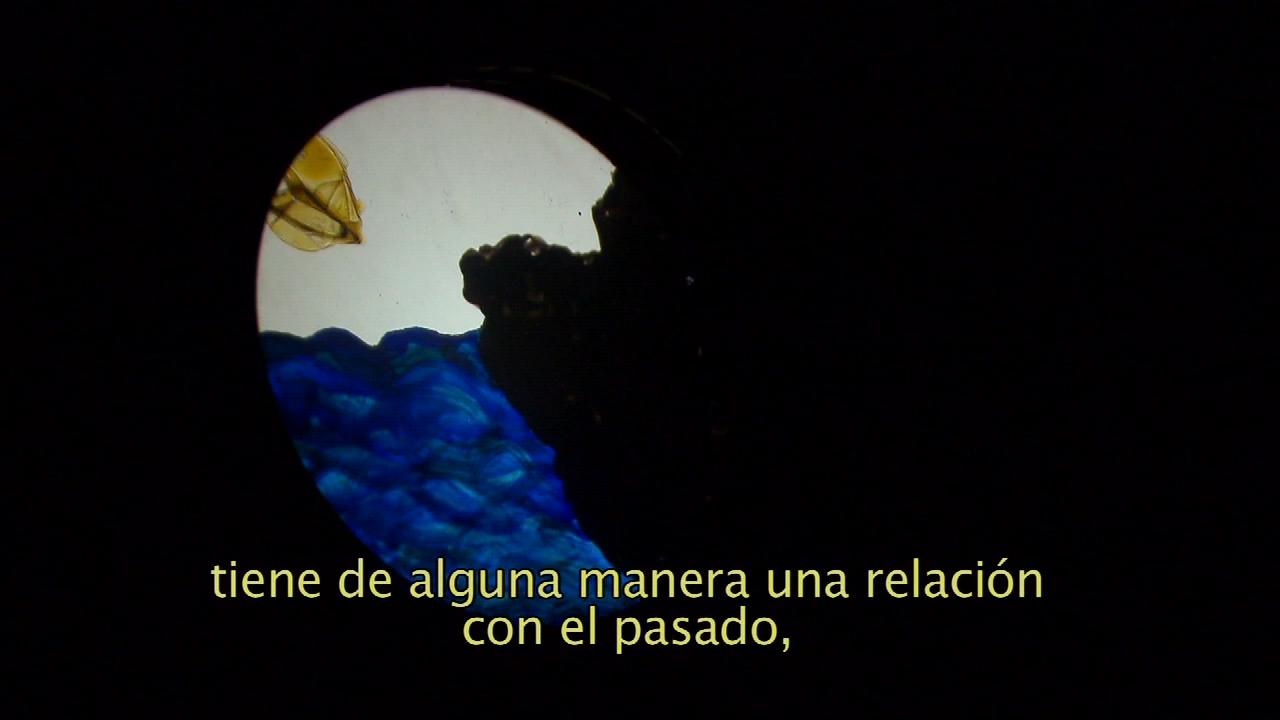 tiene de alguna manera una relación
con el pasado,